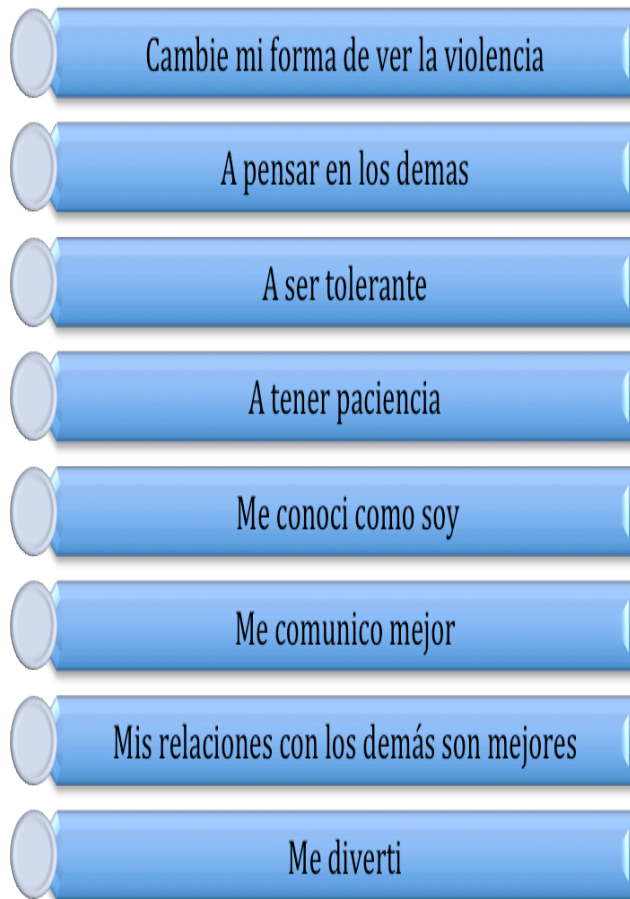 Cambie mi forma de ver la violencia
A pensar en los demas
A ser tolerante
A tener paciencia
Me conoci como soy
Me comunico mejor
Mis relaciones con los demás son mejores
Me diverti